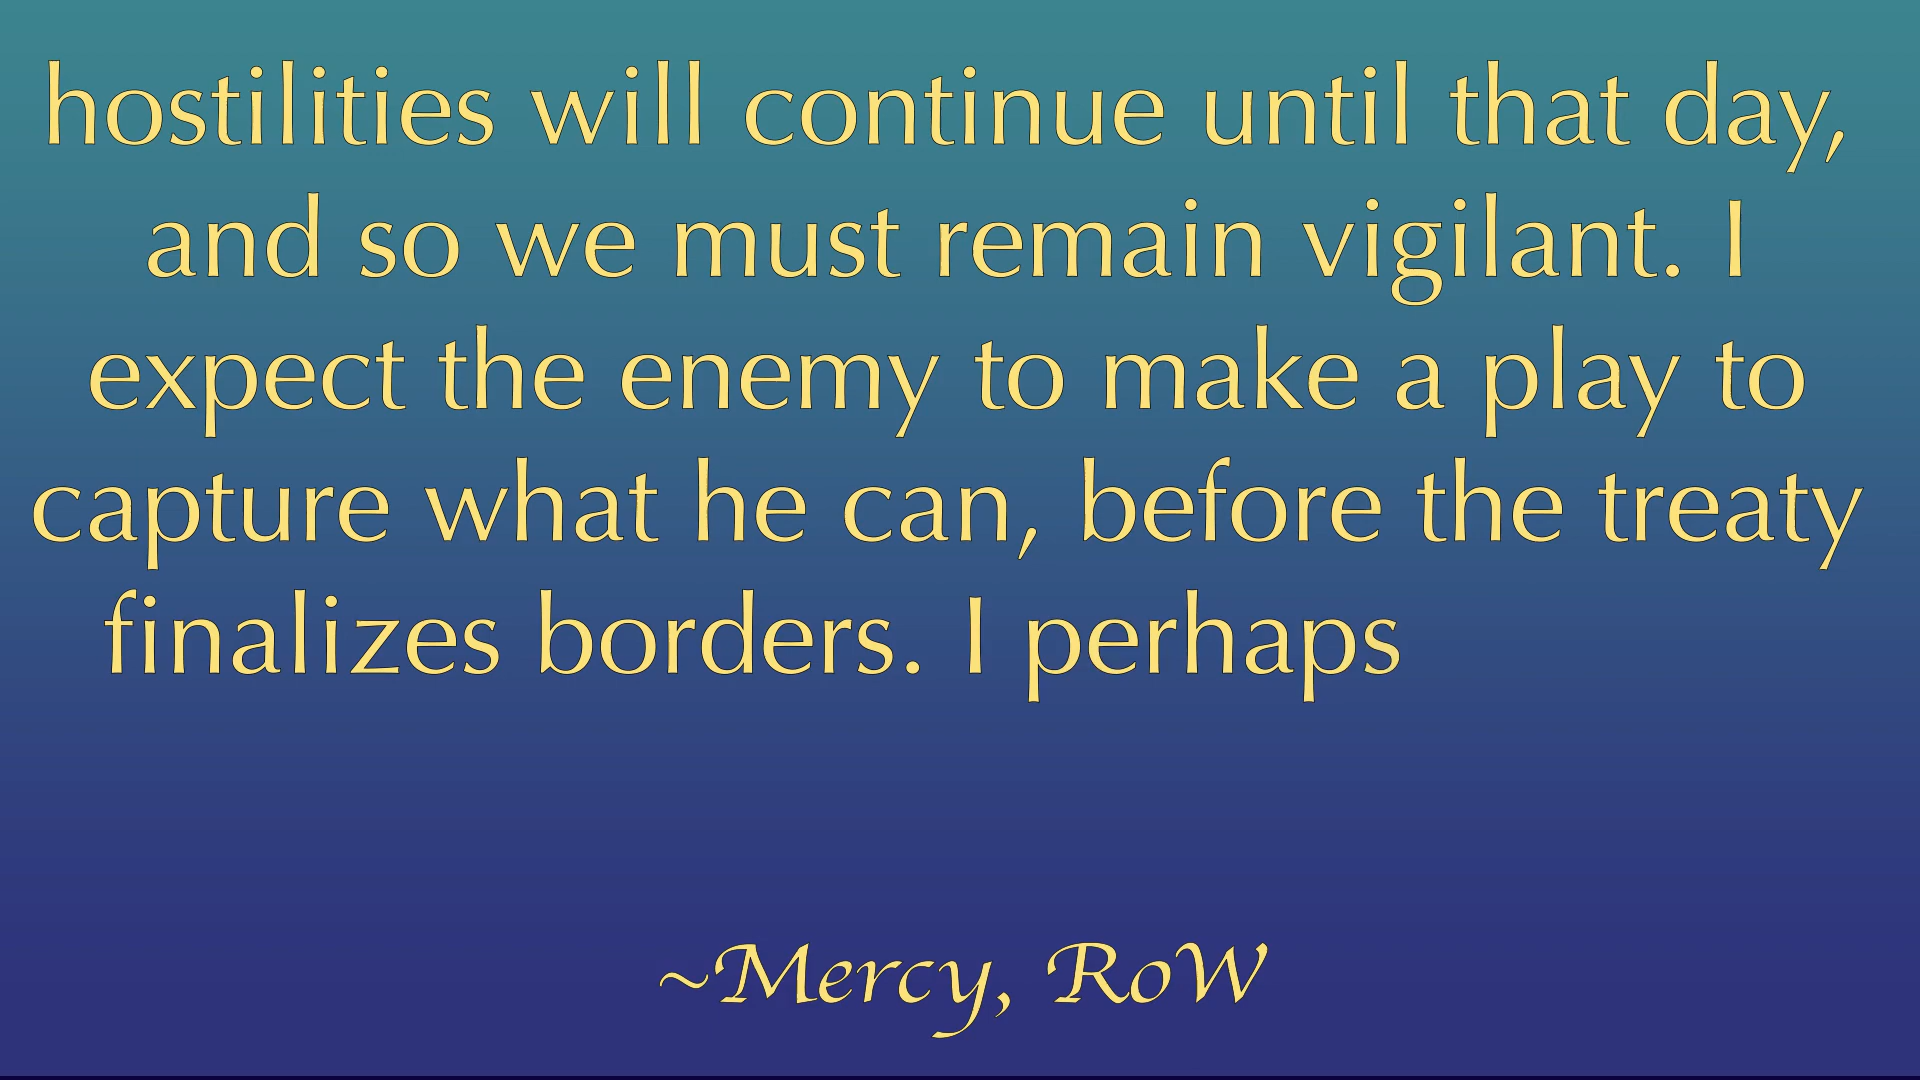 hostilities will continue until that day,
and so we must remain vigilant. I
expect the enemy to make a play to
capture what he can, before the treaty
finalizes borders. I perhaps
~Mercy, RoW